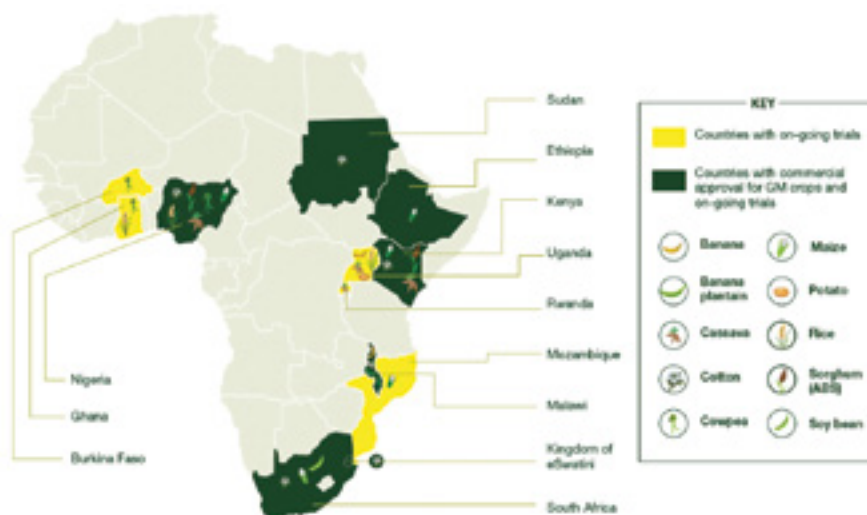 Sudan
Ethiopia
Kenya
Uganda
Rwanda
Mozambique
Malawi
Kingdom of
eSwatini
South Africa
Nigeria
Ghana
Burkina Faso
KEY
Countries with on-going trials
Countries with commercial
approval for GM crops and
on-going trials
Banana
Maize
Banana
plantain
Potato
Cassava
Rice
Cotton
Sorghum
(ABS)
Cowpea
Soy bean